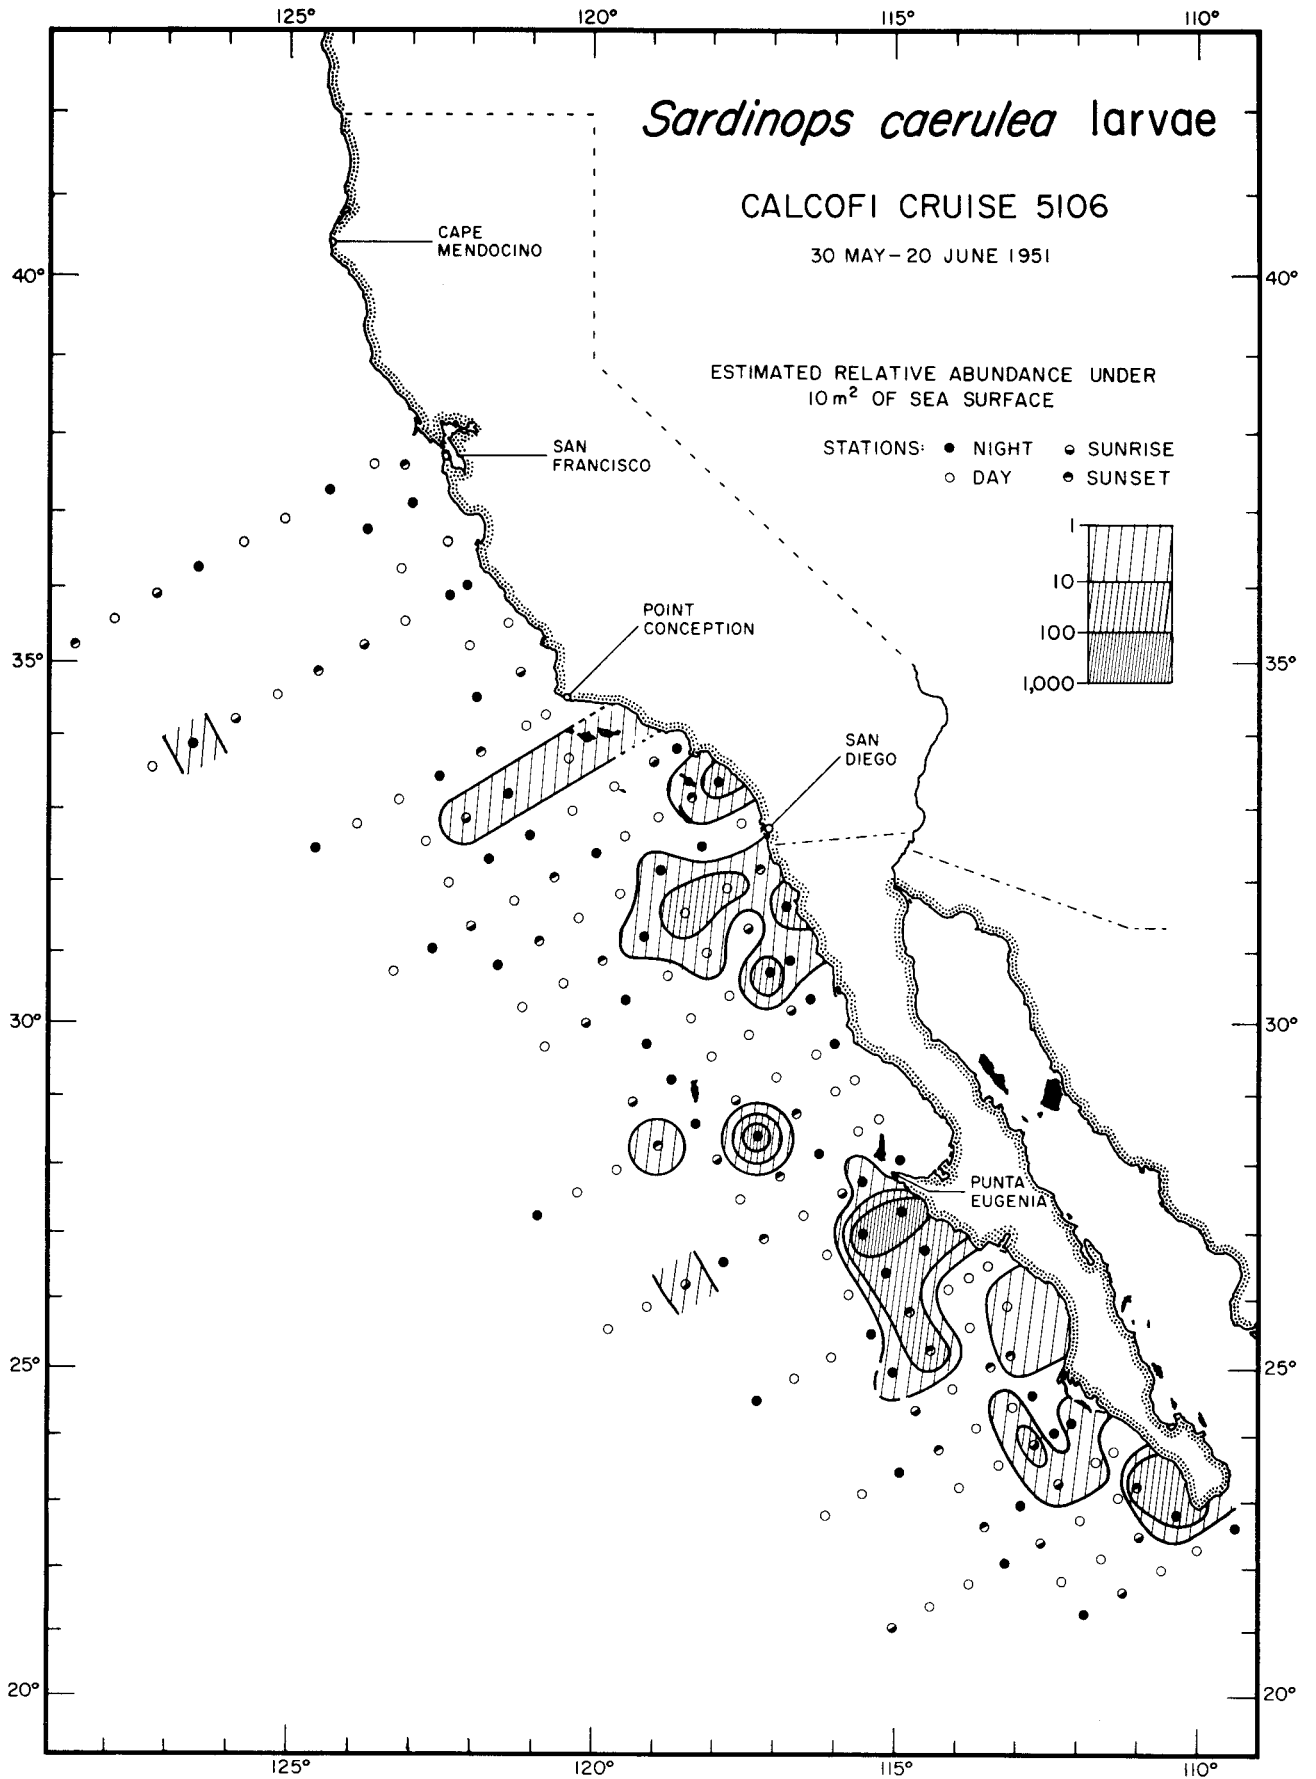 125° 120° 115° 110°
Sardinops caerulea larvae
CALCOFI CRUISE 5106
30 MAY – 20 JUNE 1951
CAPE
MENDOCINO
40° 40°
ESTIMATED RELATIVE ABUNDANCE UNDER
10 m² OF SEA SURFACE
STATIONS: NIGHT SUNRISE
DAY SUNSET
SAN
FRANCISCO
1
10
100
1,000
POINT
CONCEPTION
35° 35°
SAN
DIEGO
30° 30°
PUNTA
EUGENIA
25° 25°
20° 20°
125° 120° 115° 110°